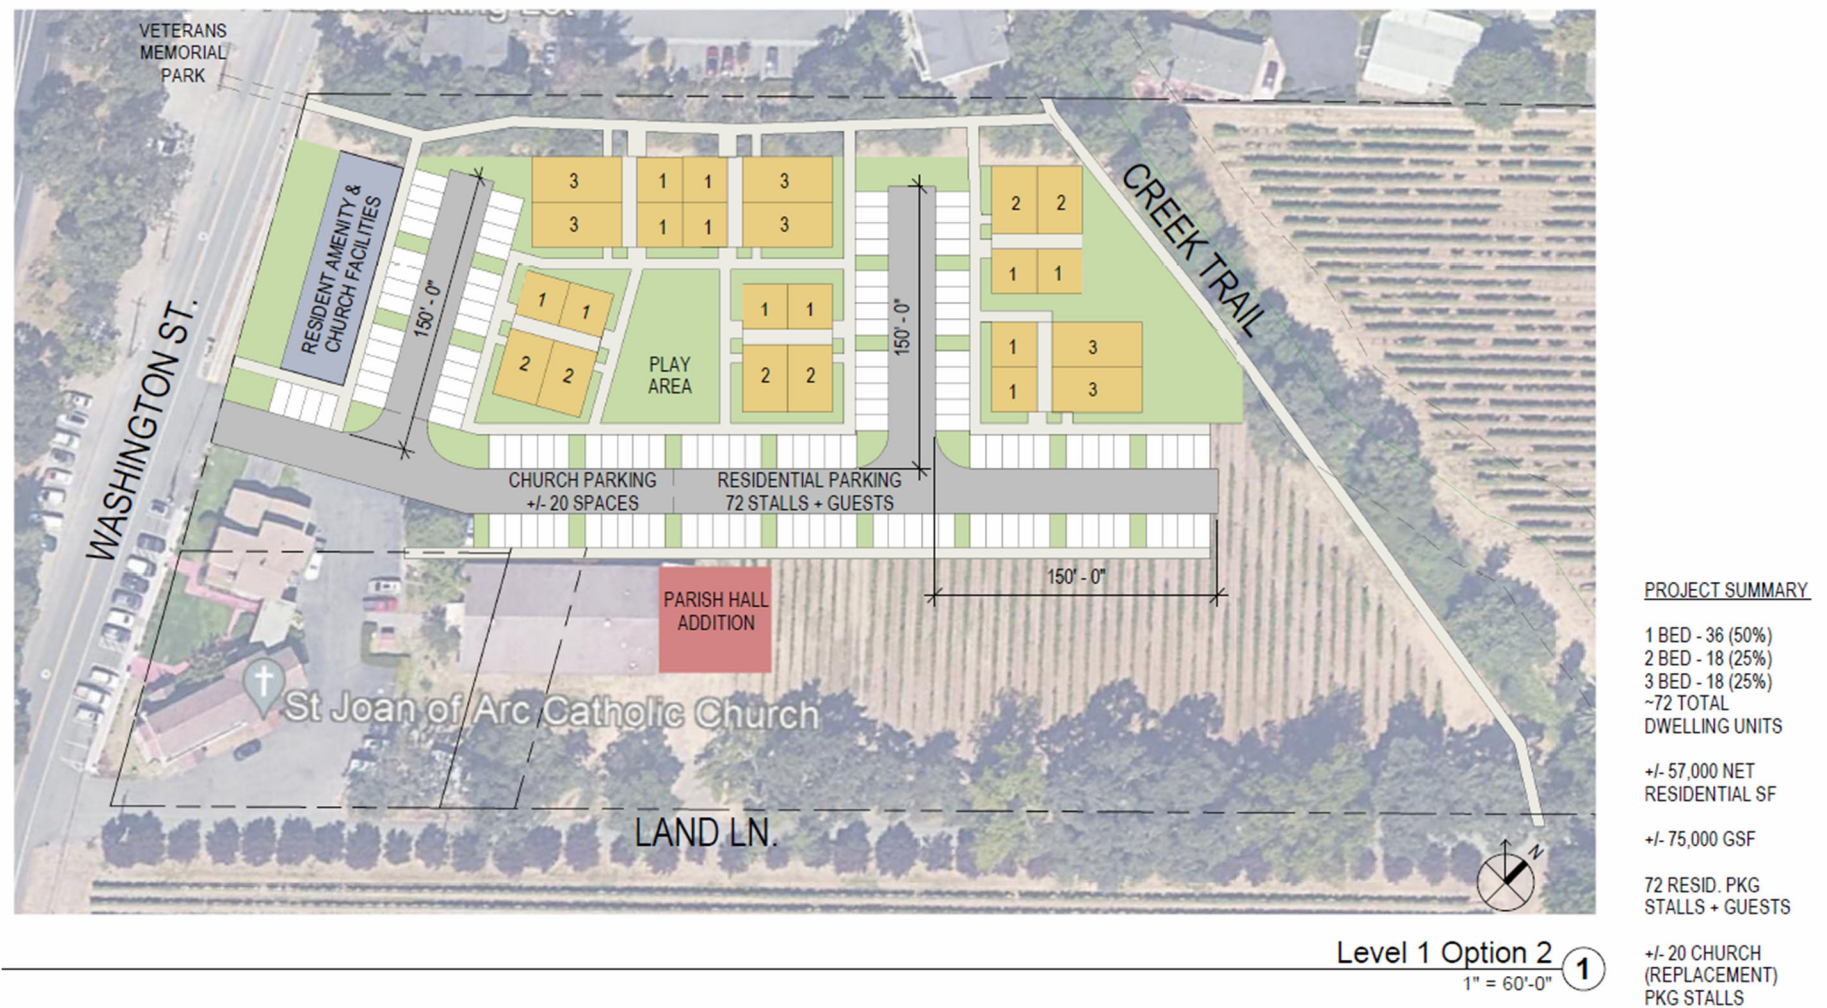 VETERANS
MEMORIAL
PARK
RESIDENT AMENITY &
CHURCH FACILITIES
WASHINGTON ST.
150' - 0"
3
3
1 1
1 1
3
3
1 1
2 2
PLAY
AREA
1 1
2 2
150' - 0"
2 2
1 1
1
1
3
3
CREEK TRAIL
CHURCH PARKING
+/- 20 SPACES
RESIDENTIAL PARKING
72 STALLS + GUESTS
150' - 0"
PARISH HALL
ADDITION
St Joan of Arc Catholic Church
LAND LN.
N
Level 1 Option 2
1" = 60'-0"
1
PROJECT SUMMARY
1 BED - 36 (50%)
2 BED - 18 (25%)
3 BED - 18 (25%)
~72 TOTAL
DWELLING UNITS
+/- 57,000 NET
RESIDENTIAL SF
+/- 75,000 GSF
72 RESID. PKG
STALLS + GUESTS
+/- 20 CHURCH
(REPLACEMENT)
PKG STALLS